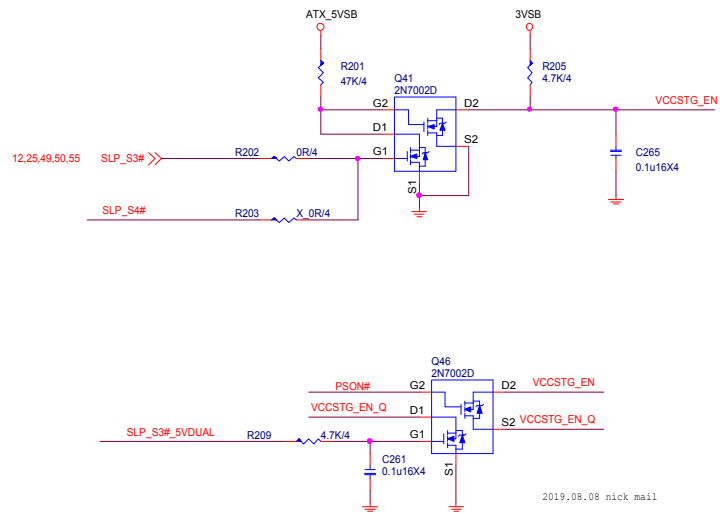 ATX_5VSB
3VSB
R201
47K/4
Q41
2N7002D
R205
4.7K/4
G2
D2
VCCSTG_EN
D1
S2
12,25,49,50,55
SLP_S3#
R202
0R/4
G1
S1
C265
0.1u16X4
SLP_S4#
R203
X_0R/4
Q46
2N7002D
PSON#
G2
D2
VCCSTG_EN
VCCSTG_EN_Q
D1
S2
VCCSTG_EN_Q
SLP_S3#_5VDUAL
R209
4.7K/4
G1
S1
C261
0.1u16X4
2019.08.08 nick mail